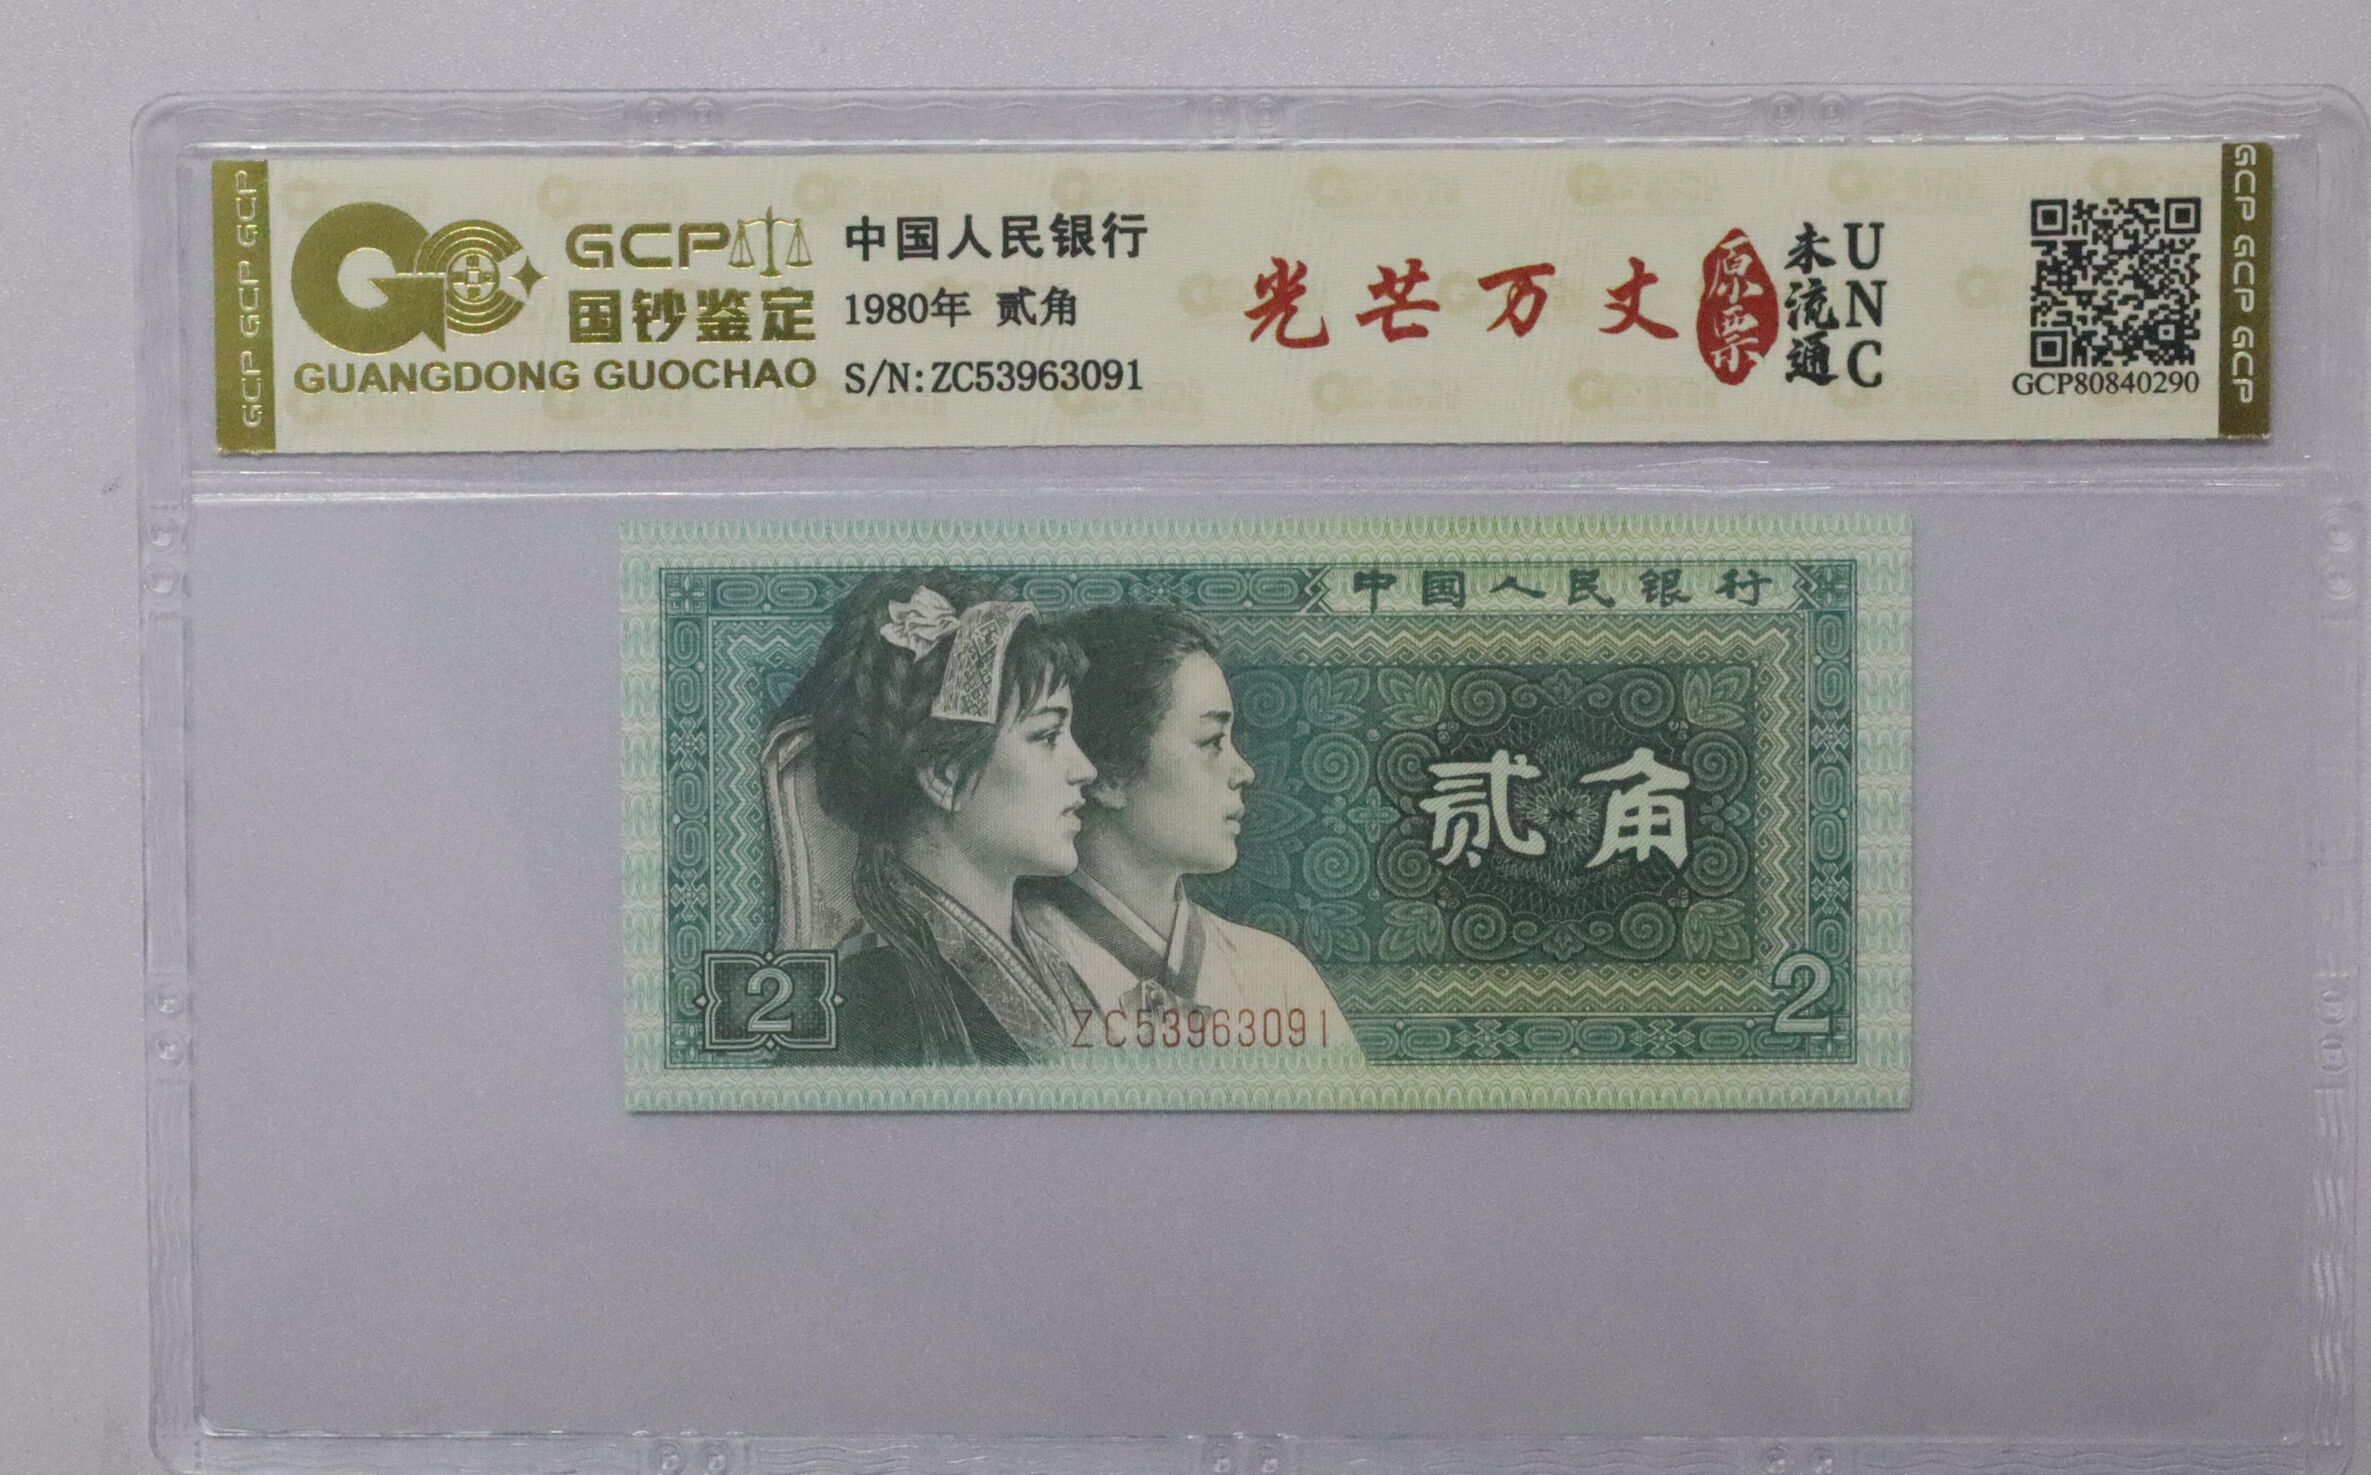 GCP GCP GCP
GCP
国钞鉴定
GUANGDONG GUOCHAO
中国人民银行
1980年 贰角
S/N:ZC53963091
光芒万丈
原票
未流通
UNC
GCP80840290
GCP GCP GCP
中国人民银行
贰角
2
ZC53963091
2